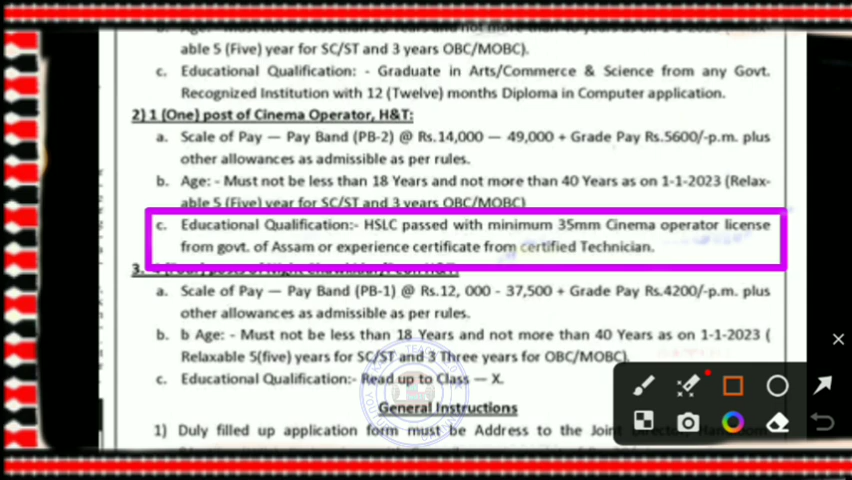 able 5 (Five) year for SC/ST and 3 years OBC/MOBC).
c. Educational Qualification: - Graduate in Arts/Commerce & Science from any Govt.
Recognized Institution with 12 (Twelve) months Diploma in Computer application.
2) 1 (One) post of Cinema Operator, H&T:
a. Scale of Pay — Pay Band (PB-2) @ Rs.14,000 — 49,000 + Grade Pay Rs.5600/-p.m. plus
other allowances as admissible as per rules.
b. Age: - Must not be less than 18 Years and not more than 40 Years as on 1-1-2023 (Relax-
able 5 (Five) year for SC/ST and 3 years OBC/MOBC)
c. Educational Qualification:- HSLC passed with minimum 35mm Cinema operator license
from govt. of Assam or experience certificate from certified Technician.
3.
a. Scale of Pay — Pay Band (PB-1) @ Rs.12, 000 - 37,500 + Grade Pay Rs.4200/-p.m. plus
other allowances as admissible as per rules.
b. b Age: - Must not be less than 18 Years and not more than 40 Years as on 1-1-2023 (
Relaxable 5(five) years for SC/ST and 3 Three years for OBC/MOBC).
c. Educational Qualification:- Read up to Class — X.
General Instructions
1) Duly filled up application form must be Address to the Joint